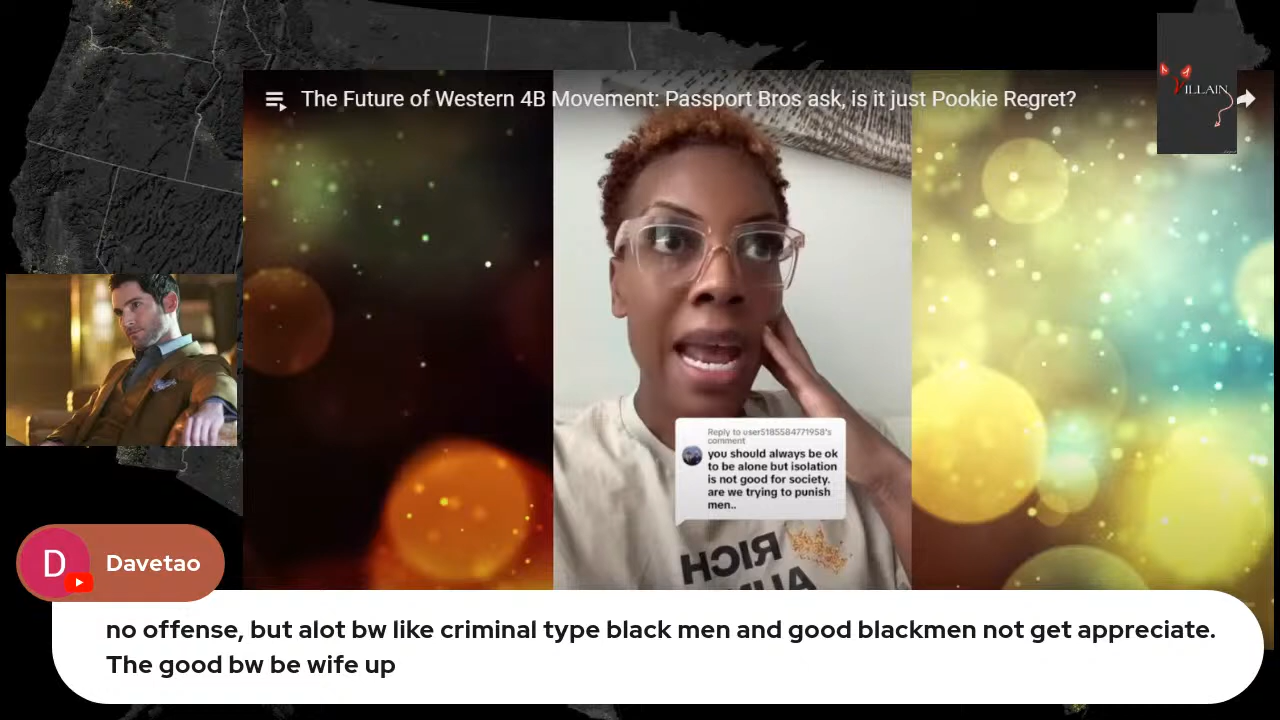 The Future of Western 4B Movement: Passport Bros ask, is it just Pookie Regret?
VILLAIN
Reply to user5185584771958's
comment
you should always be ok
to be alone but isolation
is not good for society.
are we trying to punish
men..
RICH
AUNT
D
Davetao
no offense, but alot bw like criminal type black men and good blackmen not get appreciate.
The good bw be wife up